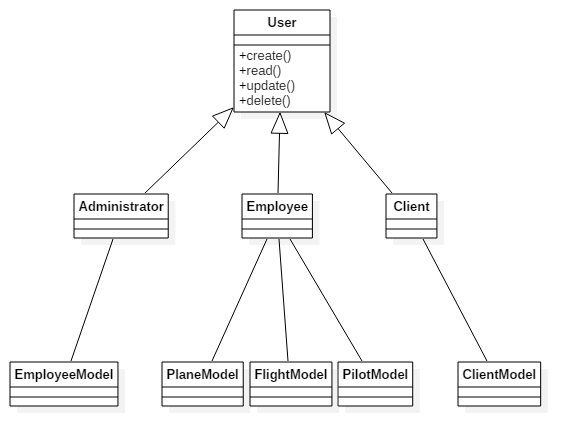 User
+create()
+read()
+update()
+delete()
Administrator
Employee
Client
EmployeeModel
PlaneModel
FlightModel
PilotModel
ClientModel